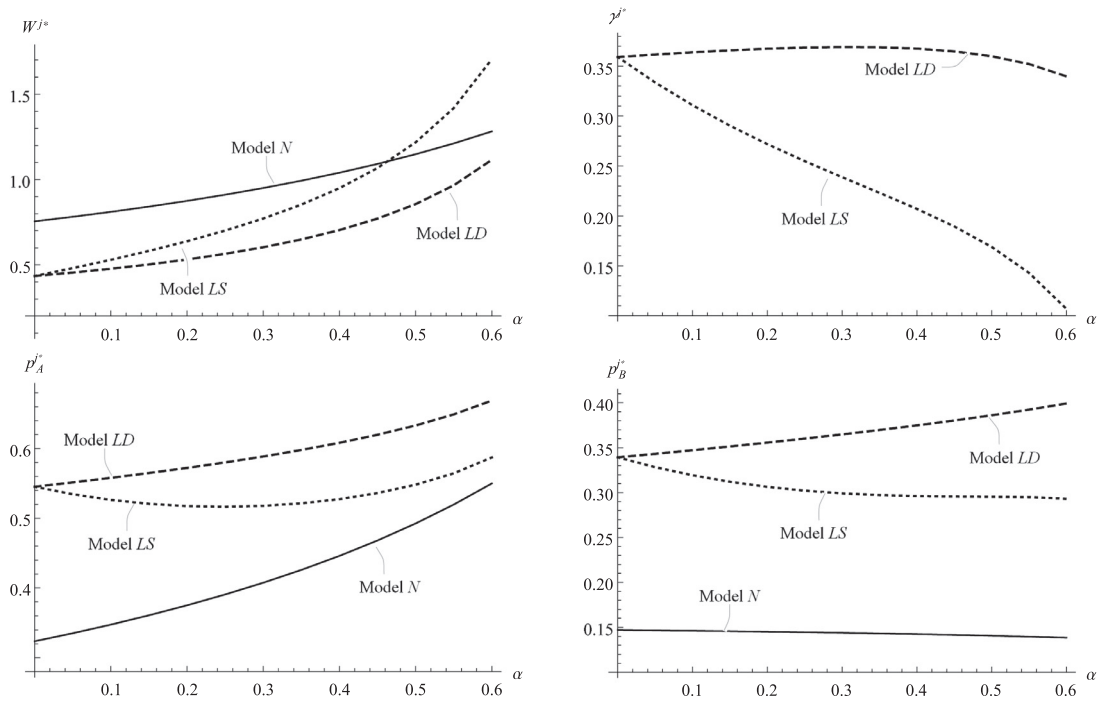 W^{j*}
1.5
1.0
0.5
Model N
Model LD
Model LS
0.1 0.2 0.3 0.4 0.5 0.6 α
γ^{j*}
0.35
0.30
0.25
0.20
0.15
Model LD
Model LS
0.1 0.2 0.3 0.4 0.5 0.6 α
p_A^{j*}
0.6
0.5
0.4
Model LD
Model LS
Model N
0.1 0.2 0.3 0.4 0.5 0.6 α
p_B^{j*}
0.40
0.35
0.30
0.25
0.20
0.15
Model LD
Model LS
Model N
0.1 0.2 0.3 0.4 0.5 0.6 α